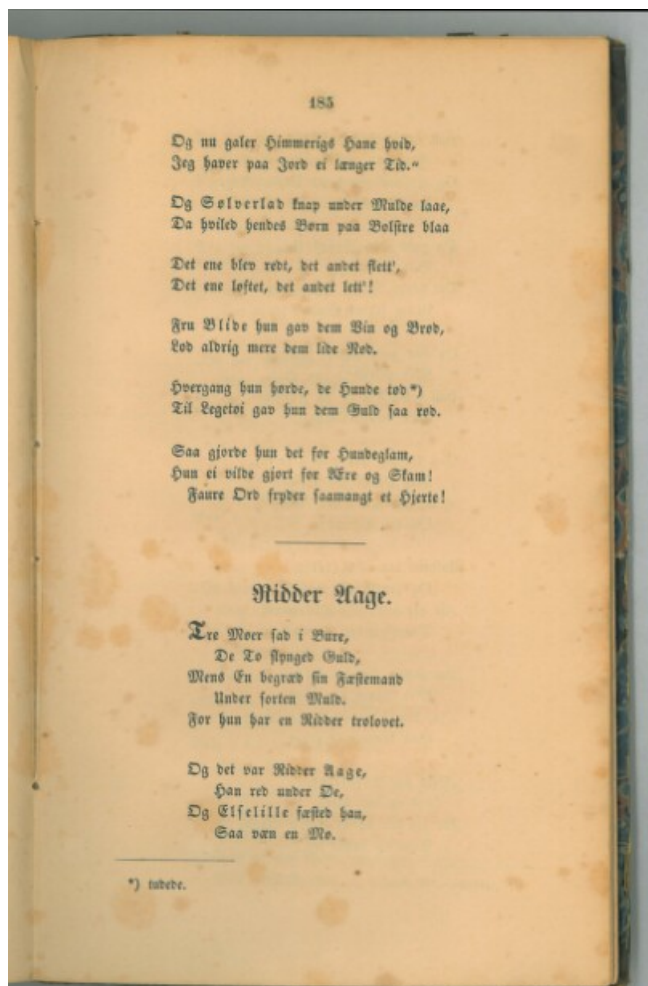 185
Og nu galer Himmerigs Hane hvid,
Jeg haver paa Jord ei længer Tid.“
Og Solverlad knap under Mulde laae,
Da hviled hendes Børn paa Bolstre blaa
Det ene blev redt, det andet flett',
Det ene løftet, det andet lett'!
Fru Blide hun gav dem Vin og Brød,
Lod aldrig mere dem lide Nød.
Hvergang hun hørde, de Hunde tød*)
Til Legetøi gav hun dem Guld saa rød.
Saa gjorde hun det for Hundeglam,
Hun ei vilde gjort for Ære og Skam!
Faure Ord fryder saamangt et Hjerte!
Ridder Aage.
Tre Møer sad i Bure,
De To slynged Guld,
Mens En begræd sin Fæstemand
Under sorten Muld.
For hun har en Ridder trolovet.
Og det var Ridder Aage,
Han red under Øe,
Og Elselille fæsted han,
Saa væn en Mø.
*) tudede.